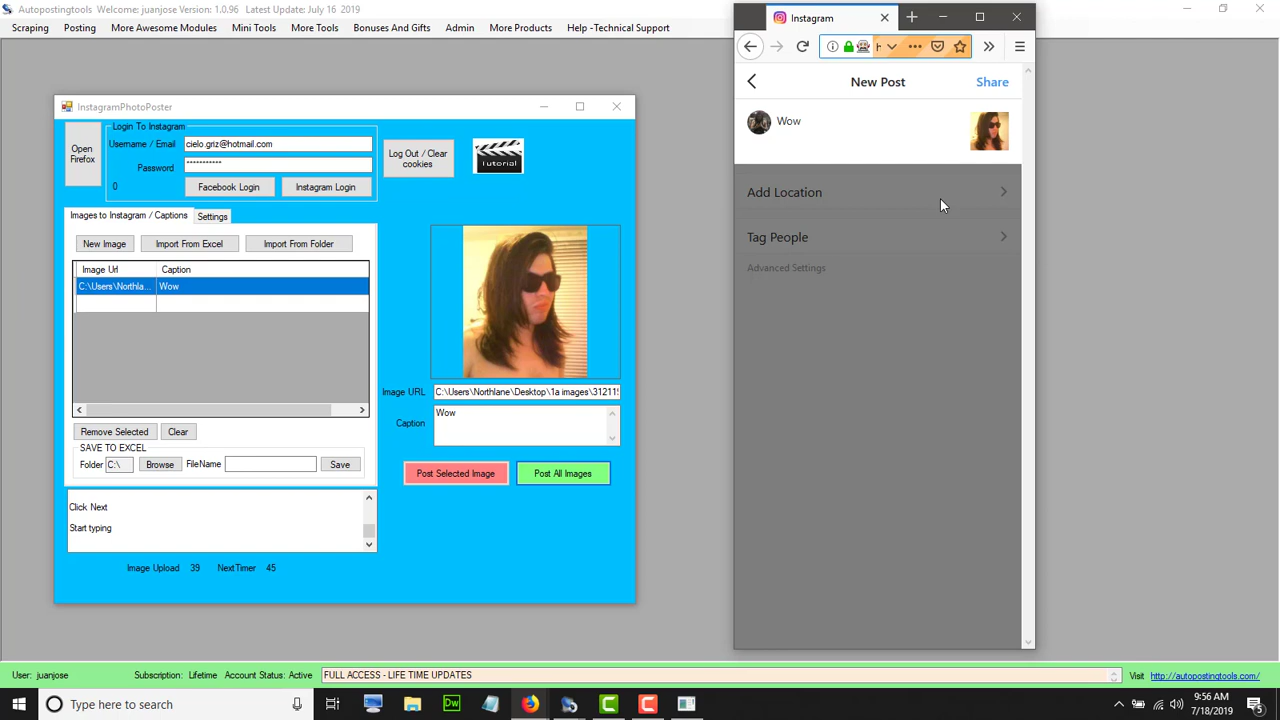 Autopostingtools Welcome: juanjose Version: 1.0.96 Latest Update: July 16 2019
Scraping Posting More Awesome Modules Mini Tools More Tools Bonuses And Gifts Admin More Products Help -Technical Support
InstagramPhotoPoster
Open
Firefox
Login To Instagram
Username / Email cielo.griz@hotmail.com
Password ***********
0 Facebook Login Instagram Login
Log Out / Clear
cookies
Tutorial
Images to Instagram / Captions Settings
New Image Import From Excel Import From Folder
Image Url Caption
C:\Users\Northla... Wow
Remove Selected Clear
SAVE TO EXCEL
Folder C:\ Browse FileName Save
Click Next
Start typing
Image Upload 39 NextTimer 45
Image URL C:\Users\Northlane\Desktop\1a images\31211
Caption Wow
Post Selected Image Post All Images
Instagram
New Post Share
Wow
Add Location
Tag People
Advanced Settings
User: juanjose Subscription: Lifetime Account Status: Active FULL ACCESS - LIFE TIME UPDATES Visit http://autopostingtools.com/
Type here to search
Dw
9:56 AM
7/18/2019